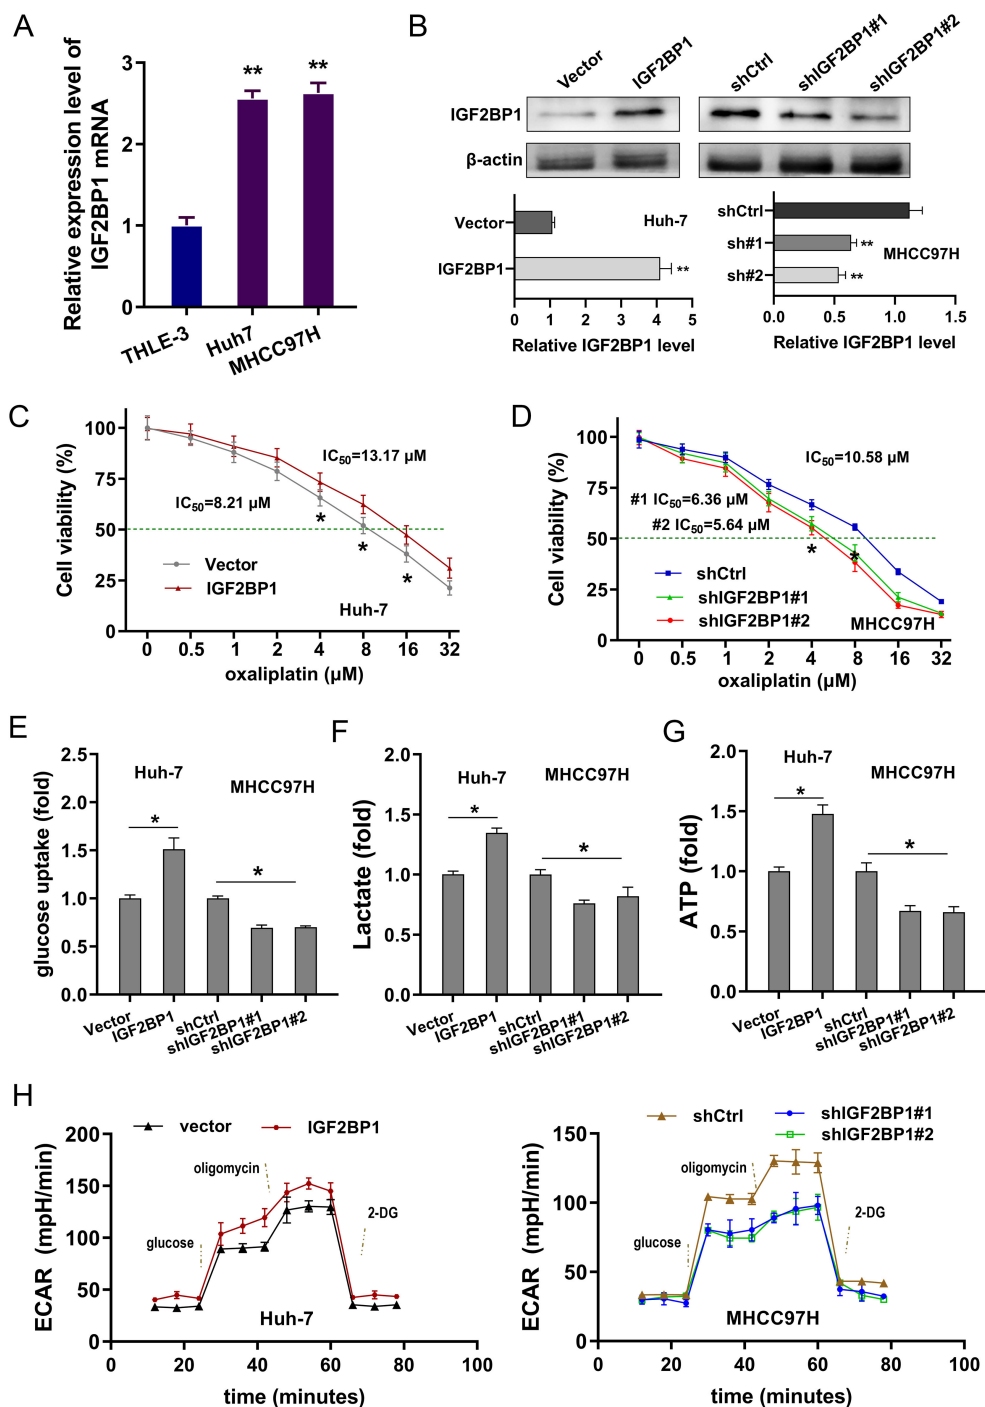 A
Relative expression level of
IGF2BP1 mRNA
3
2
1
0
**
**
THLE-3
Huh7
MHCC97H
B
Vector
IGF2BP1
shCtrl
shIGF2BP1#1
shIGF2BP1#2
IGF2BP1
β-actin
Vector
IGF2BP1
Huh-7
**
0 1 2 3 4 5
Relative IGF2BP1 level
shCtrl
sh#1
sh#2
**
**
MHCC97H
0.0 0.5 1.0 1.5
Relative IGF2BP1 level
C
Cell viability (%)
100
75
50
25
0
IC50=13.17 μM
IC50=8.21 μM
Vector
IGF2BP1
*
*
*
Huh-7
0 0.5 1 2 4 8 16 32
oxaliplatin (μM)
D
Cell viability (%)
100
75
50
25
0
IC50=10.58 μM
#1 IC50=6.36 μM
#2 IC50=5.64 μM
*
*
shCtrl
shIGF2BP1#1
shIGF2BP1#2
MHCC97H
0 0.5 1 2 4 8 16 32
oxaliplatin (μM)
E
glucose uptake (fold)
2.5
2.0
1.5
1.0
0.5
0.0
Huh-7
MHCC97H
*
*
Vector
IGF2BP1
shCtrl
shIGF2BP1#1
shIGF2BP1#2
F
Lactate (fold)
2.0
1.5
1.0
0.5
0.0
Huh-7
MHCC97H
*
*
Vector
IGF2BP1
shCtrl
shIGF2BP1#1
shIGF2BP1#2
G
ATP (fold)
2.0
1.5
1.0
0.5
0.0
Huh-7
MHCC97H
*
*
Vector
IGF2BP1
shCtrl
shIGF2BP1#1
shIGF2BP1#2
H
vector
IGF2BP1
ECAR (mpH/min)
200
150
100
50
0
glucose
oligomycin
2-DG
Huh-7
0 20 40 60 80 100
time (minutes)
shCtrl
shIGF2BP1#1
shIGF2BP1#2
ECAR (mpH/min)
150
100
50
0
glucose
oligomycin
2-DG
MHCC97H
0 20 40 60 80 100
time (minutes)